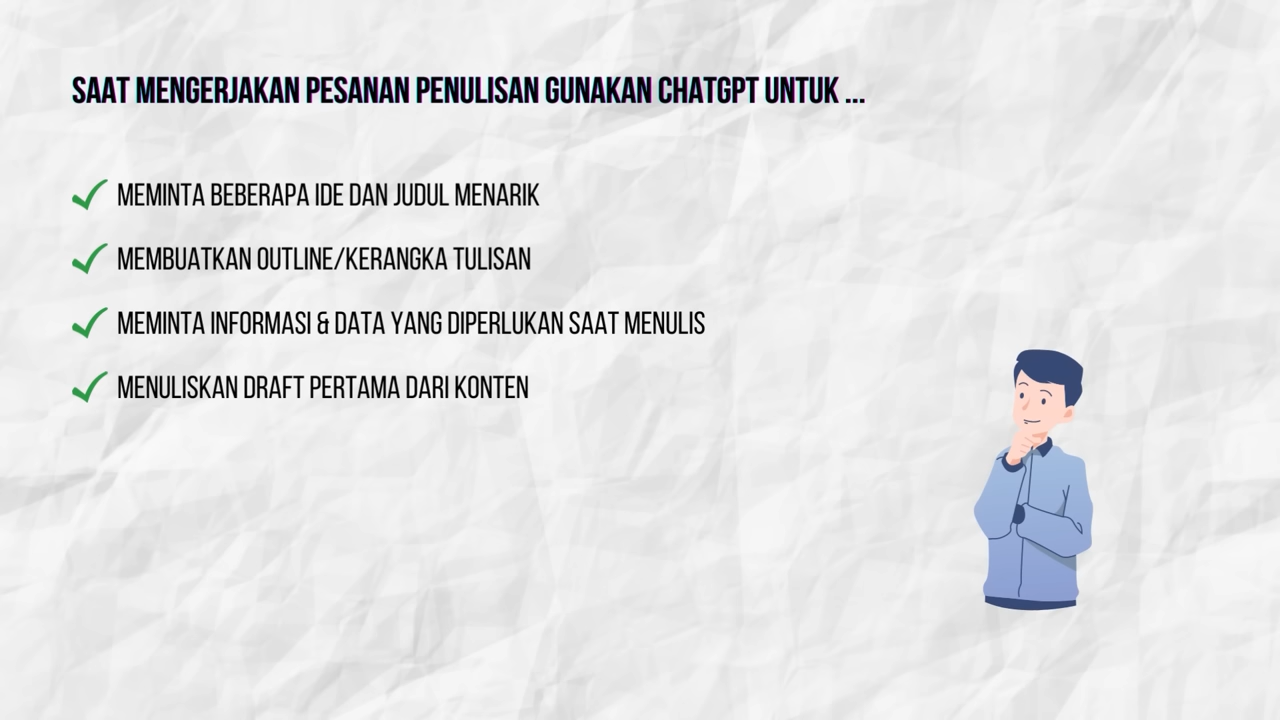 SAAT MENGERJAKAN PESANAN PENULISAN GUNAKAN CHATGPT UNTUK ...
MEMINTA BEBERAPA IDE DAN JUDUL MENARIK
MEMBUATKAN OUTLINE/KERANGKA TULISAN
MEMINTA INFORMASI & DATA YANG DIPERLUKAN SAAT MENULIS
MENULISKAN DRAFT PERTAMA DARI KONTEN